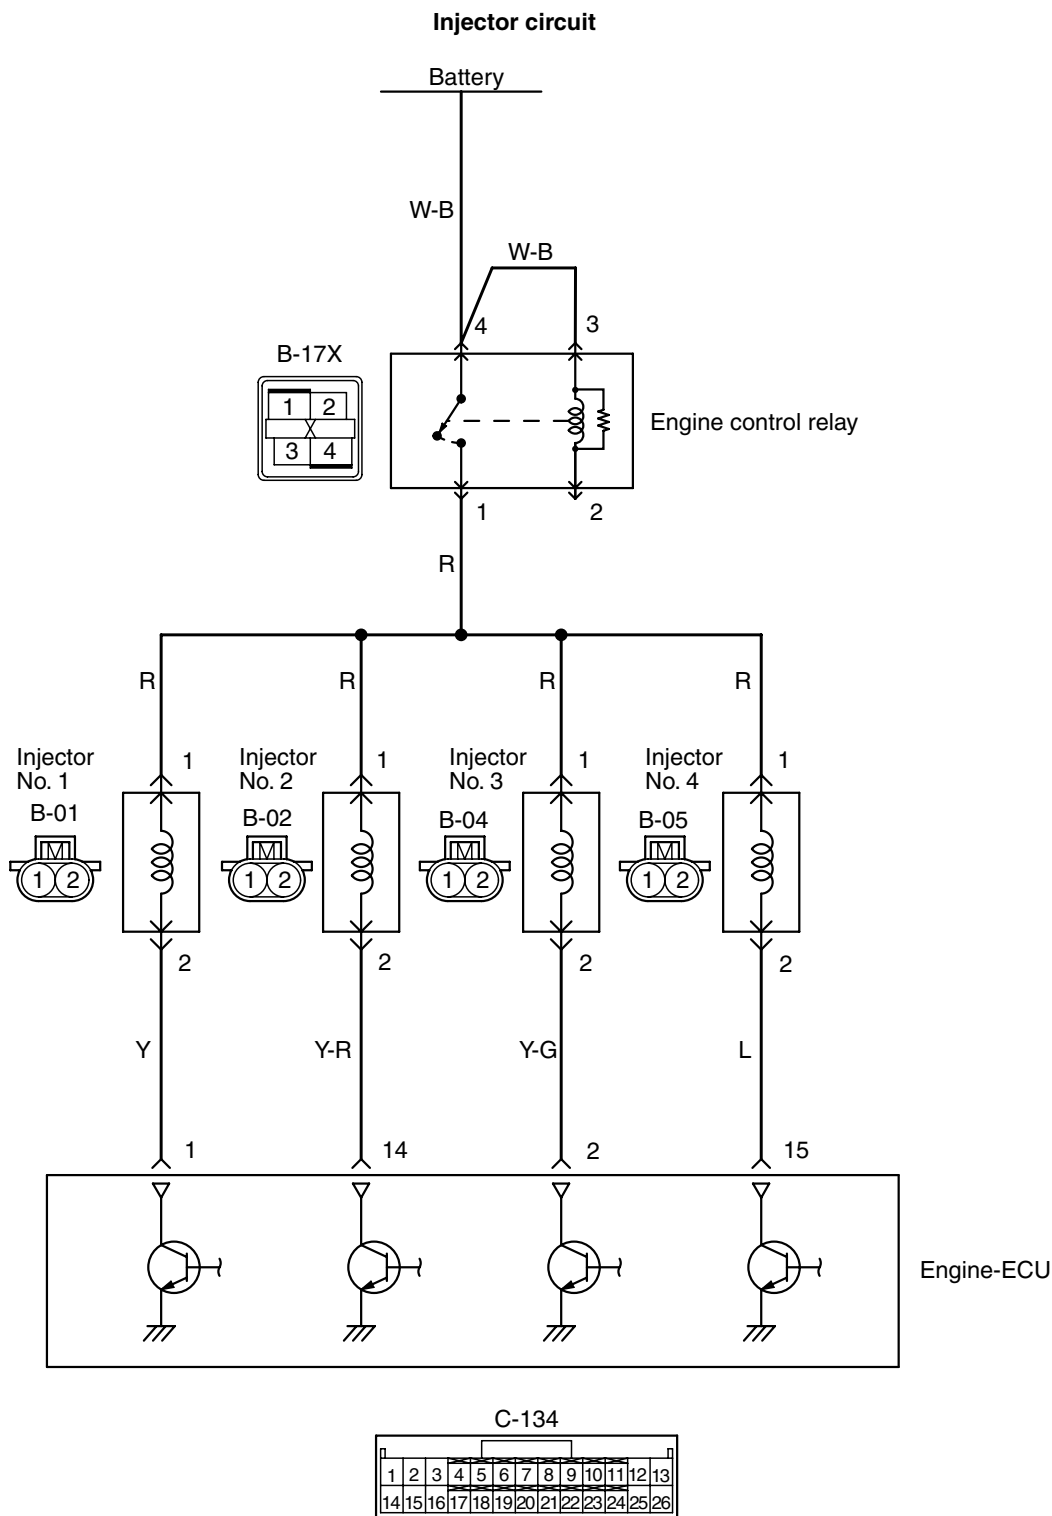 Injector circuit
Battery
W-B
W-B
4
3
B-17X
1 2
3 4
Engine control relay
1
2
R
R
R
R
R
Injector No. 1
1
Injector No. 2
1
Injector No. 3
1
Injector No. 4
1
B-01
B-02
B-04
B-05
1 2
1 2
1 2
1 2
2
2
2
2
Y
Y-R
Y-G
L
1
14
2
15
Engine-ECU
C-134
1 2 3 4 5 6 7 8 9 10 11 12 13
14 15 16 17 18 19 20 21 22 23 24 25 26